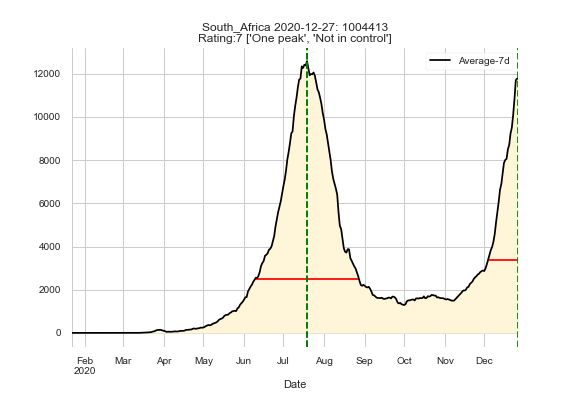 South_Africa 2020-12-27: 1004413
Rating:7 ['One peak', 'Not in control']
Average-7d
12000
10000
8000
6000
4000
2000
0
Feb Mar Apr May Jun Jul Aug Sep Oct Nov Dec
2020
Date